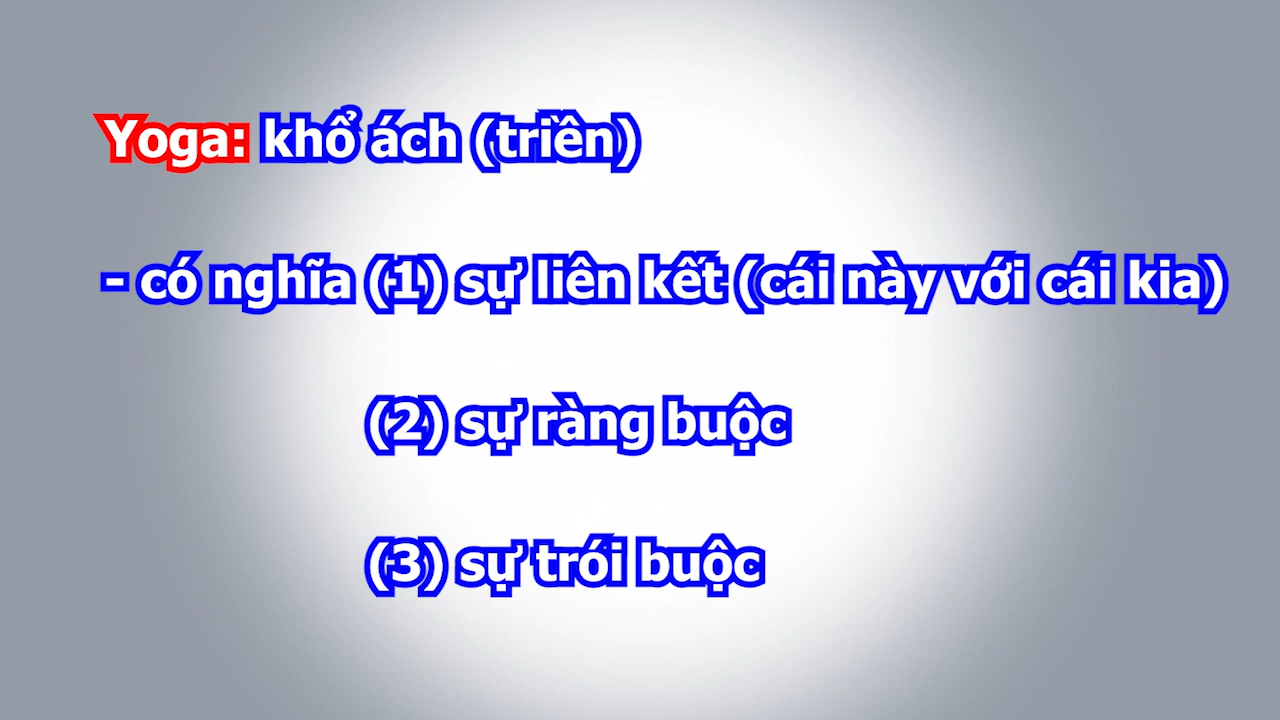 Yoga: khổ ách (triền)
- có nghĩa (1) sự liên kết (cái này với cái kia)
(2) sự ràng buộc
(3) sự trói buộc